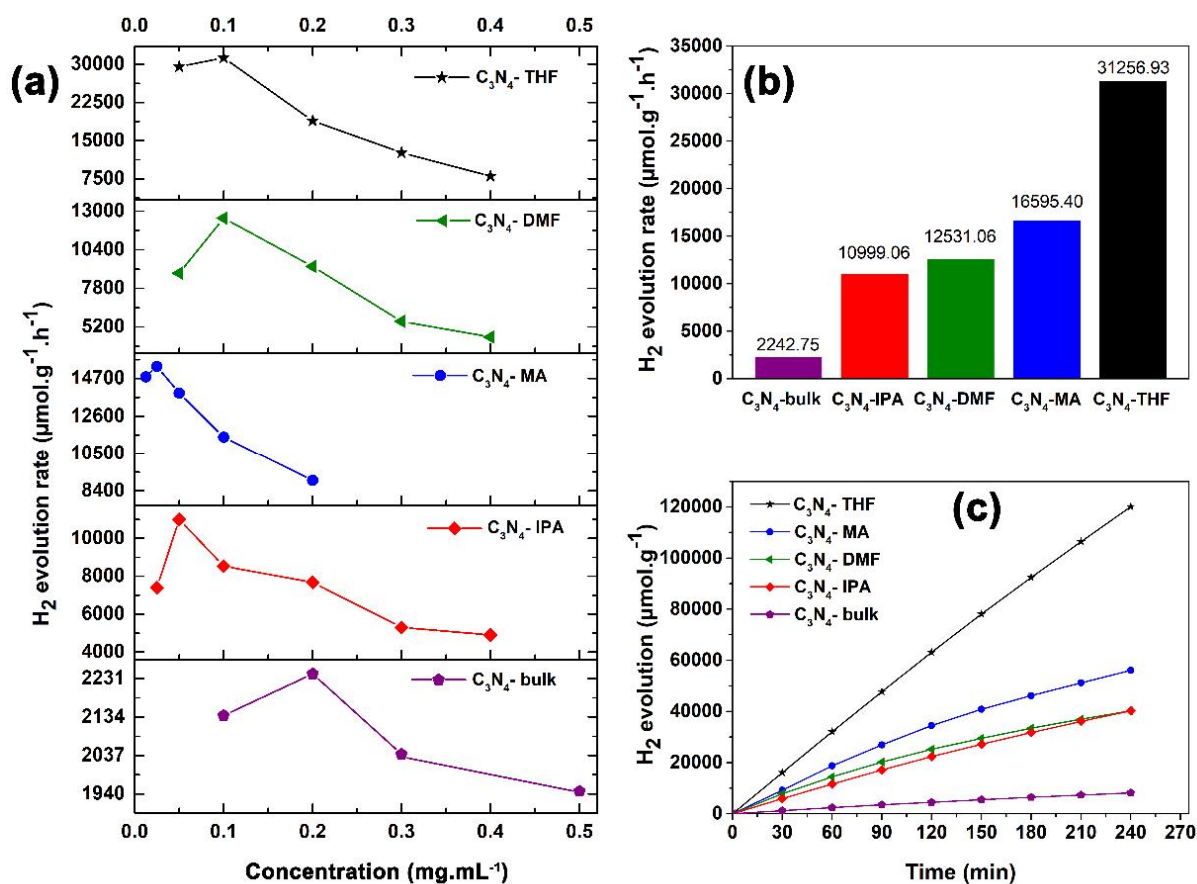 0.0 0.1 0.2 0.3 0.4 0.5
(a)
H₂ evolution rate (μmol.g⁻¹.h⁻¹)
30000
22500
15000
7500
C₃N₄- THF
13000
10400
7800
5200
C₃N₄- DMF
14700
12600
10500
8400
C₃N₄- MA
10000
8000
6000
4000
C₃N₄- IPA
2231
2134
2037
1940
C₃N₄- bulk
0.0 0.1 0.2 0.3 0.4 0.5
Concentration (mg.mL⁻¹)
(b)
H₂ evolution rate (μmol.g⁻¹.h⁻¹)
35000
30000
25000
20000
15000
10000
5000
0
2242.75
10999.06
12531.06
16595.40
31256.93
C₃N₄-bulk C₃N₄-IPA C₃N₄-DMF C₃N₄-MA C₃N₄-THF
(c)
H₂ evolution (μmol.g⁻¹)
120000
100000
80000
60000
40000
20000
0
C₃N₄- THF
C₃N₄- MA
C₃N₄- DMF
C₃N₄- IPA
C₃N₄- bulk
0 30 60 90 120 150 180 210 240 270
Time (min)